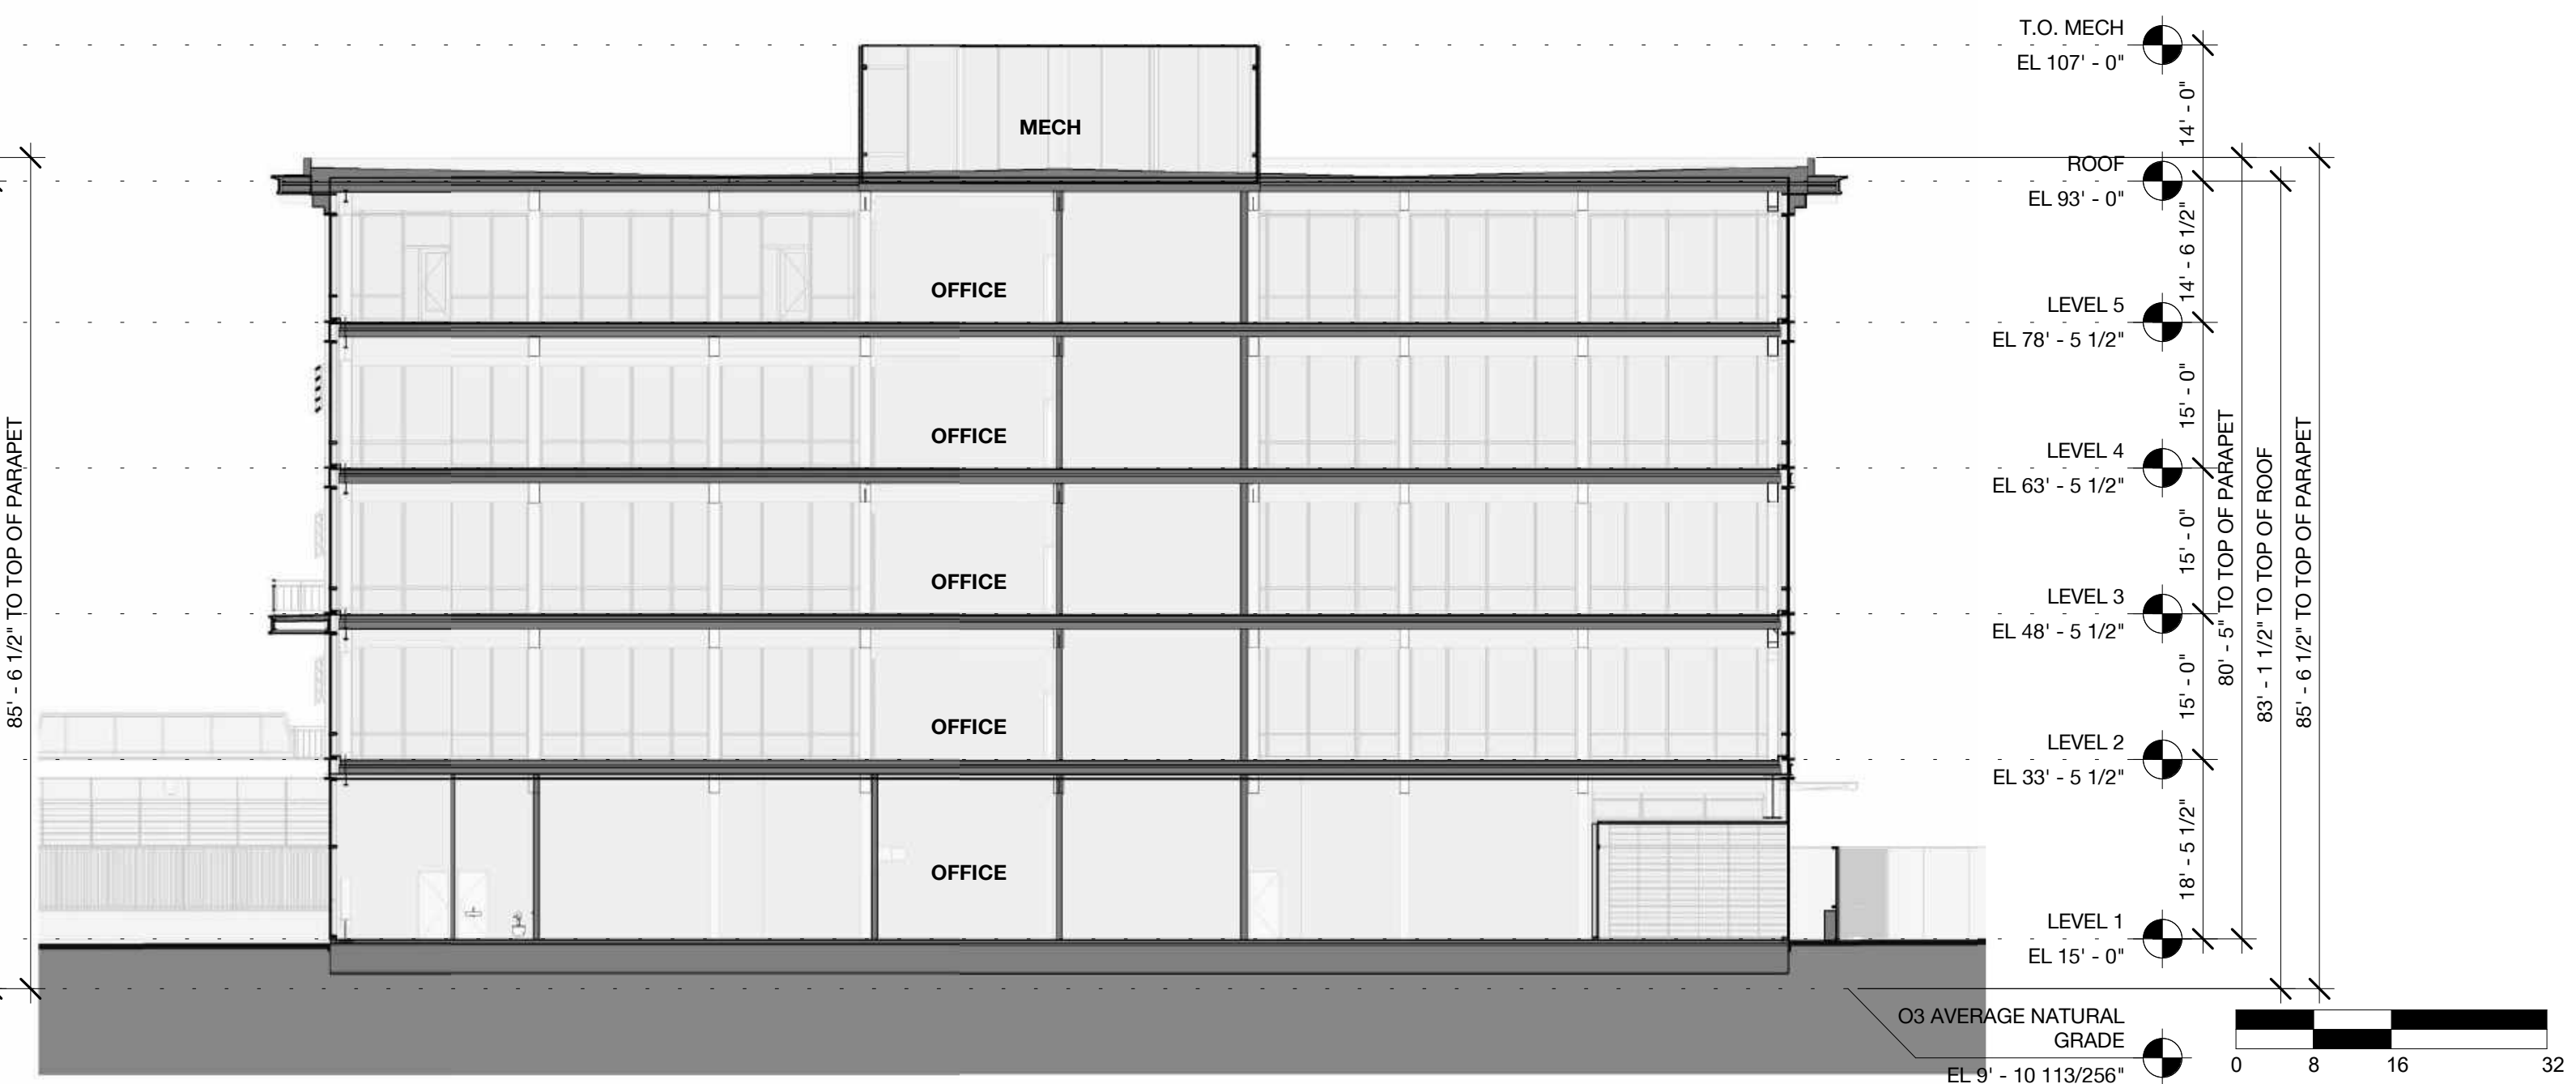 T.O. MECH
EL 107' - 0"
14' - 0"
MECH
ROOF
EL 93' - 0"
14' - 6 1/2"
OFFICE
LEVEL 5
EL 78' - 5 1/2"
15' - 0"
OFFICE
LEVEL 4
EL 63' - 5 1/2"
15' - 0"
OFFICE
LEVEL 3
EL 48' - 5 1/2"
15' - 0"
OFFICE
LEVEL 2
EL 33' - 5 1/2"
18' - 5 1/2"
OFFICE
LEVEL 1
EL 15' - 0"
85' - 6 1/2" TO TOP OF PARAPET
80' - 5" TO TOP OF PARAPET
83' - 1 1/2" TO TOP OF ROOF
85' - 6 1/2" TO TOP OF PARAPET
O3 AVERAGE NATURAL
GRADE
EL 9' - 10 113/256"
0 8 16 32